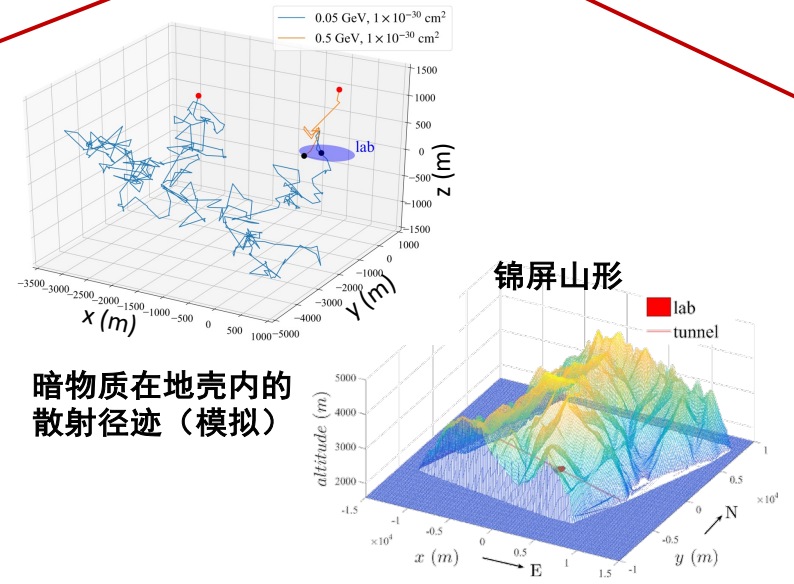 0.05 GeV, 1×10⁻³⁰ cm²
0.5 GeV, 1×10⁻³⁰ cm²
lab
1500
1000
500
0
−500
−1000
−1500
z (m)
1000
0
−1000
−2000
−3000
−4000
−5000
y (m)
−3500
−3000
−2500
−2000
−1500
−1000
−500
0
500
1000
x (m)
锦屏山形
lab
tunnel
暗物质在地壳内的
散射径迹（模拟）
5000
4000
3000
2000
altitude (m)
-1.5
-1
-0.5
0
0.5
1
1.5
×10⁴
x (m)
E
1
0.5
0
-0.5
-1
×10⁴
N
y (m)